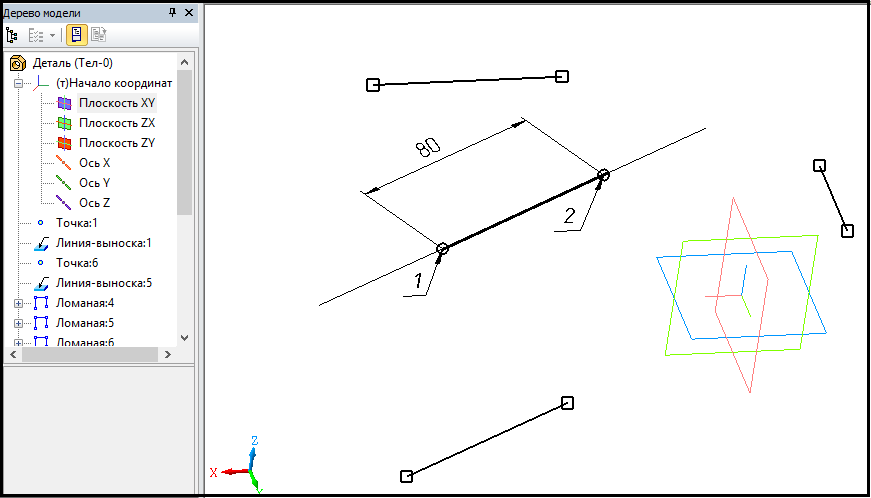 Дерево модели
Деталь (Тел-0)
(т)Начало координат
Плоскость XY
Плоскость ZX
Плоскость ZY
Ось X
Ось Y
Ось Z
Точка:1
Линия-выноска:1
Точка:6
Линия-выноска:5
Ломаная:4
Ломаная:5
Ломаная:6
80
2
1
Z
X
Y